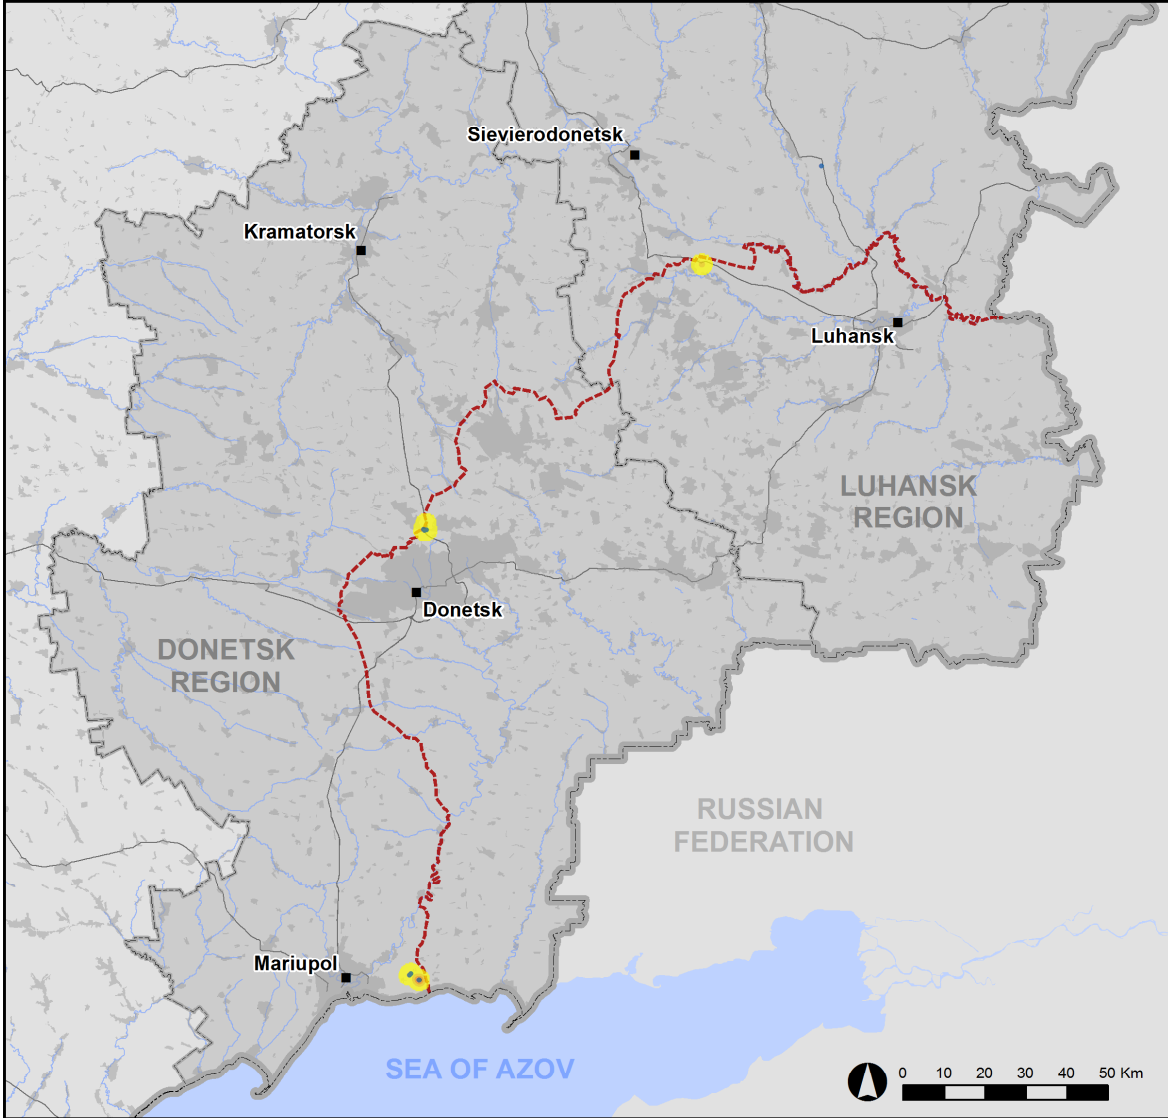 Sievierodonetsk
Kramatorsk
Luhansk
LUHANSK
REGION
Donetsk
DONETSK
REGION
RUSSIAN
FEDERATION
Mariupol
SEA OF AZOV
0 10 20 30 40 50 Km